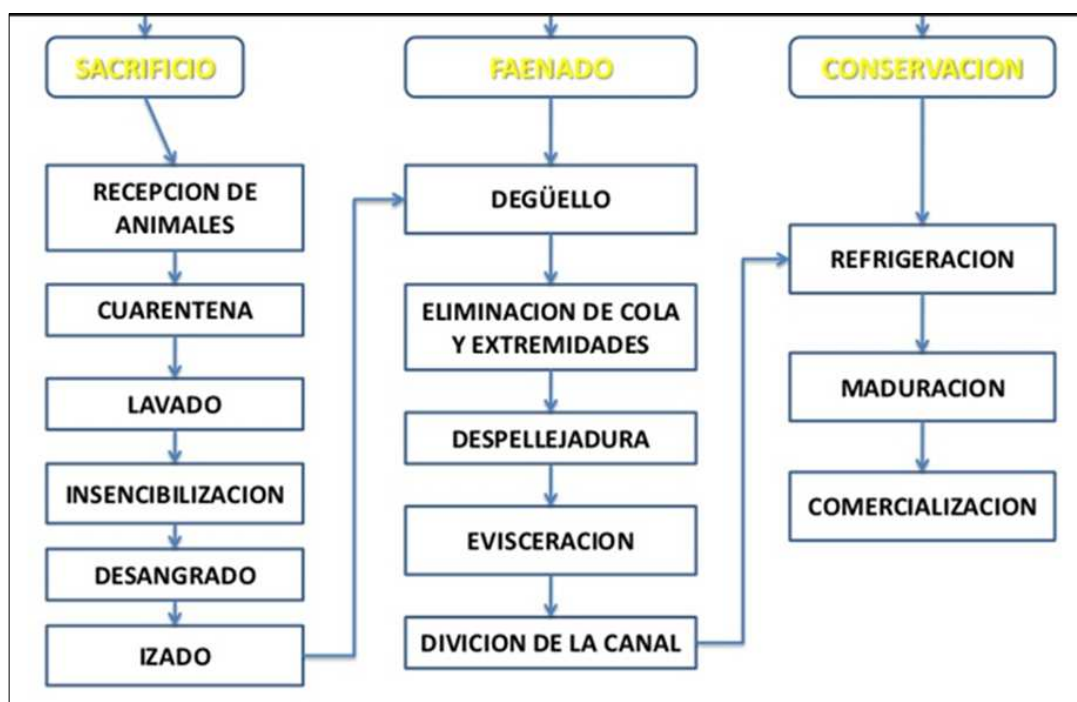 SACRIFICIO
RECEPCION DE
ANIMALES
CUARENTENA
LAVADO
INSENCIBILIZACION
DESANGRADO
IZADO
FAENADO
DEGÜELLO
ELIMINACION DE COLA
Y EXTREMIDADES
DESPELLEJADURA
EVISCERACION
DIVICION DE LA CANAL
CONSERVACION
REFRIGERACION
MADURACION
COMERCIALIZACION